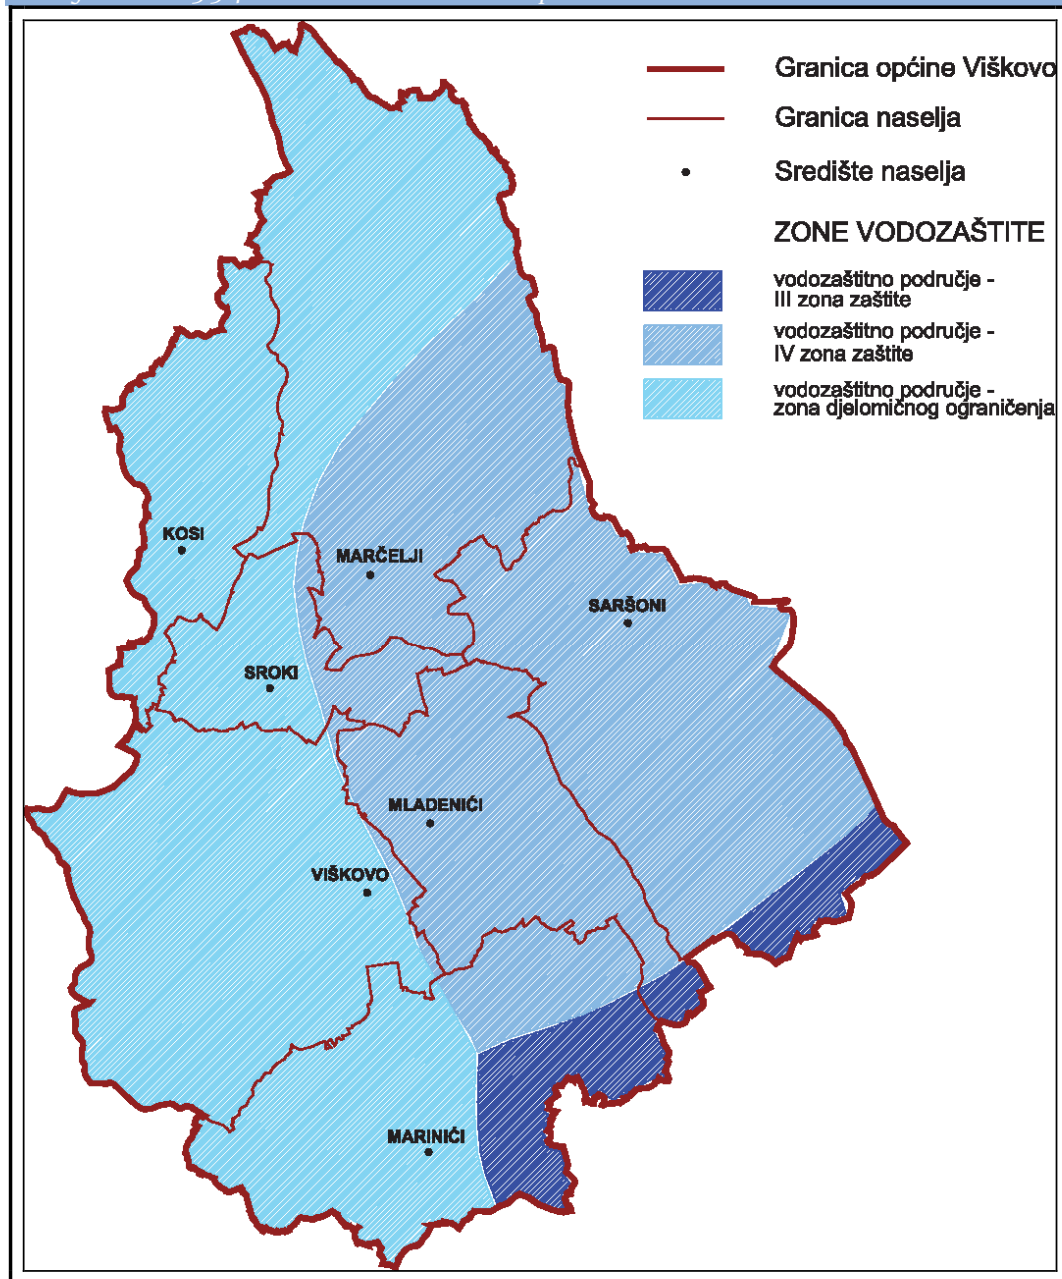 Granica općine Viškovo
Granica naselja
Središte naselja
ZONE VODOZAŠTITE
vodozaštitno područje -
III zona zaštite
vodozaštitno područje -
IV zona zaštite
vodozaštitno područje -
zona djelomičnog ograničenja
KOSI
MARČELJI
SARŠONI
SROKI
MLADENIĆI
VIŠKOVO
MARINIĆI